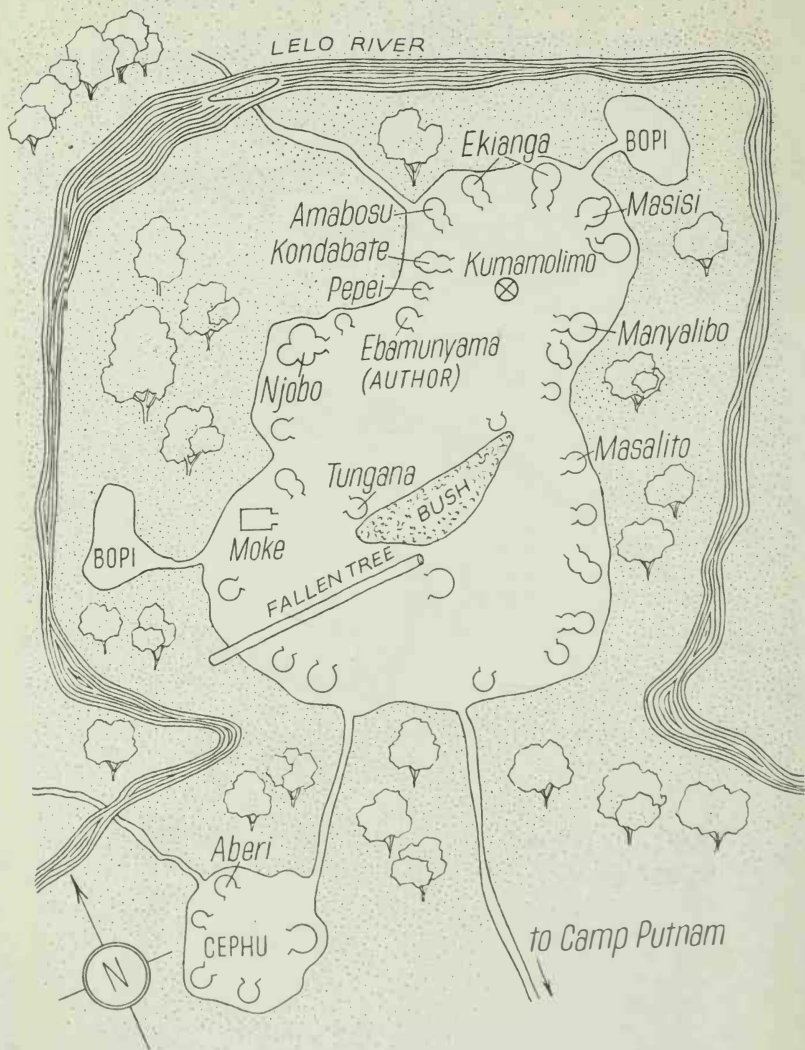 LELO RIVER
Ekianga
BOPI
Amabosu
Masisi
Kondabate
Kumamolimo
Pepei
Ebamunyama
(AUTHOR)
Manyalibo
Njobo
Masalito
Tungana
BUSH
Moke
BOPI
FALLEN TREE
Aberi
CEPHU
to Camp Putnam
N